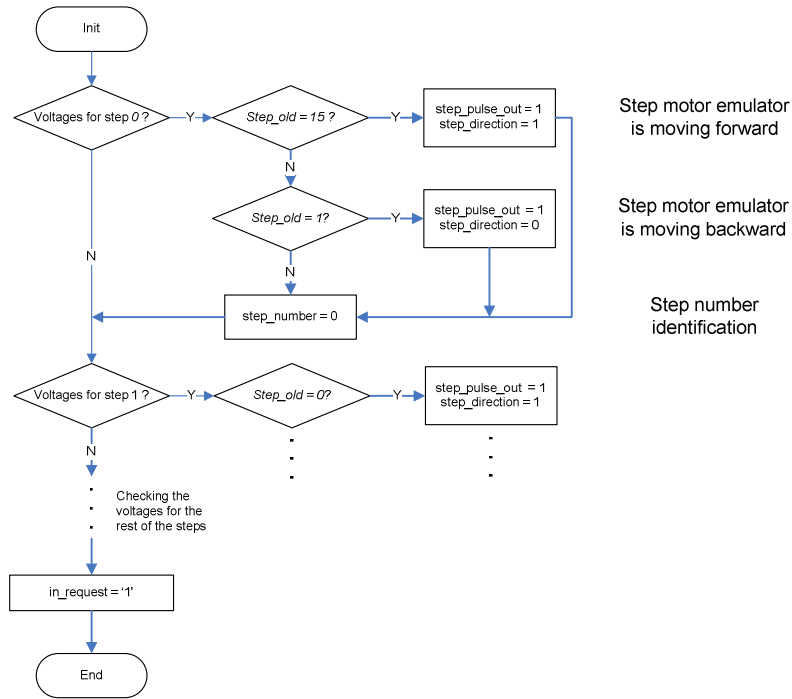 Init
Voltages for step 0 ?
Y
Step_old = 15 ?
Y
step_pulse_out = 1
step_direction = 1
Step motor emulator
is moving forward
N
Step_old = 1?
Y
step_pulse_out = 1
step_direction = 0
Step motor emulator
is moving backward
N
N
step_number = 0
Step number
identification
Voltages for step 1 ?
Y
Step_old = 0?
Y
step_pulse_out = 1
step_direction = 1
N
Checking the
voltages for the
rest of the steps
in_request = ‘1’
End